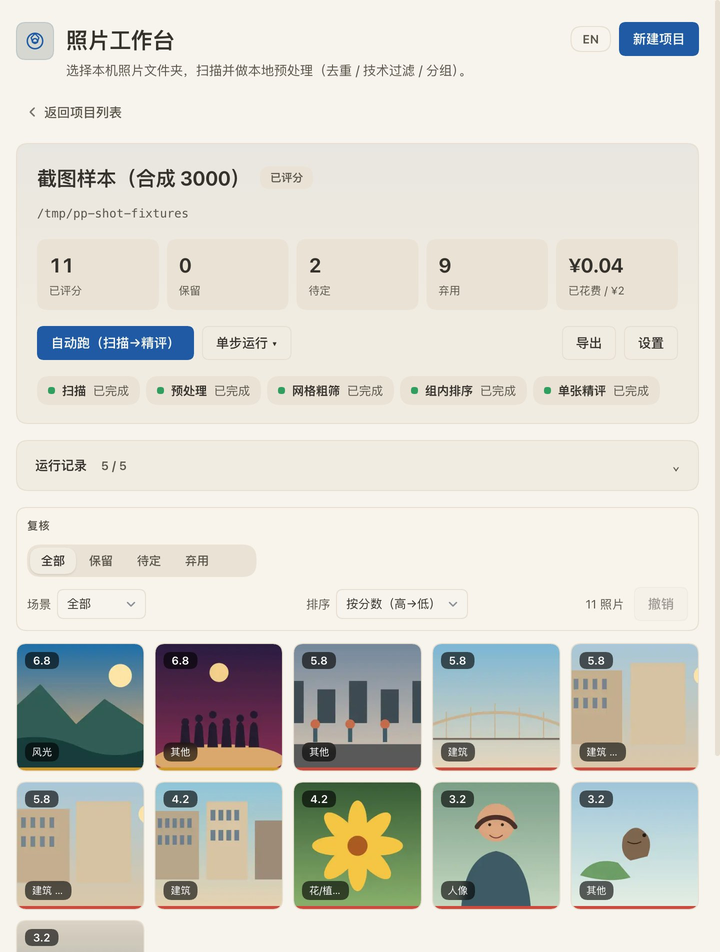 照片工作台
EN
新建项目
选择本机照片文件夹，扫描并做本地预处理（去重 / 技术过滤 / 分组）。
返回项目列表
截图样本（合成 3000）
已评分
/tmp/pp-shot-fixtures
11
已评分
0
保留
2
待定
9
弃用
¥0.04
已花费 / ¥2
自动跑（扫描→精评）
单步运行
导出
设置
扫描 已完成
预处理 已完成
网格粗筛 已完成
组内排序 已完成
单张精评 已完成
运行记录 5 / 5
复核
全部
保留
待定
弃用
场景
全部
排序
按分数（高→低）
11 照片
撤销
6.8
风光
6.8
其他
5.8
其他
5.8
建筑
5.8
建筑 ...
5.8
建筑 ...
4.2
建筑
4.2
花/植...
3.2
人像
3.2
其他
3.2